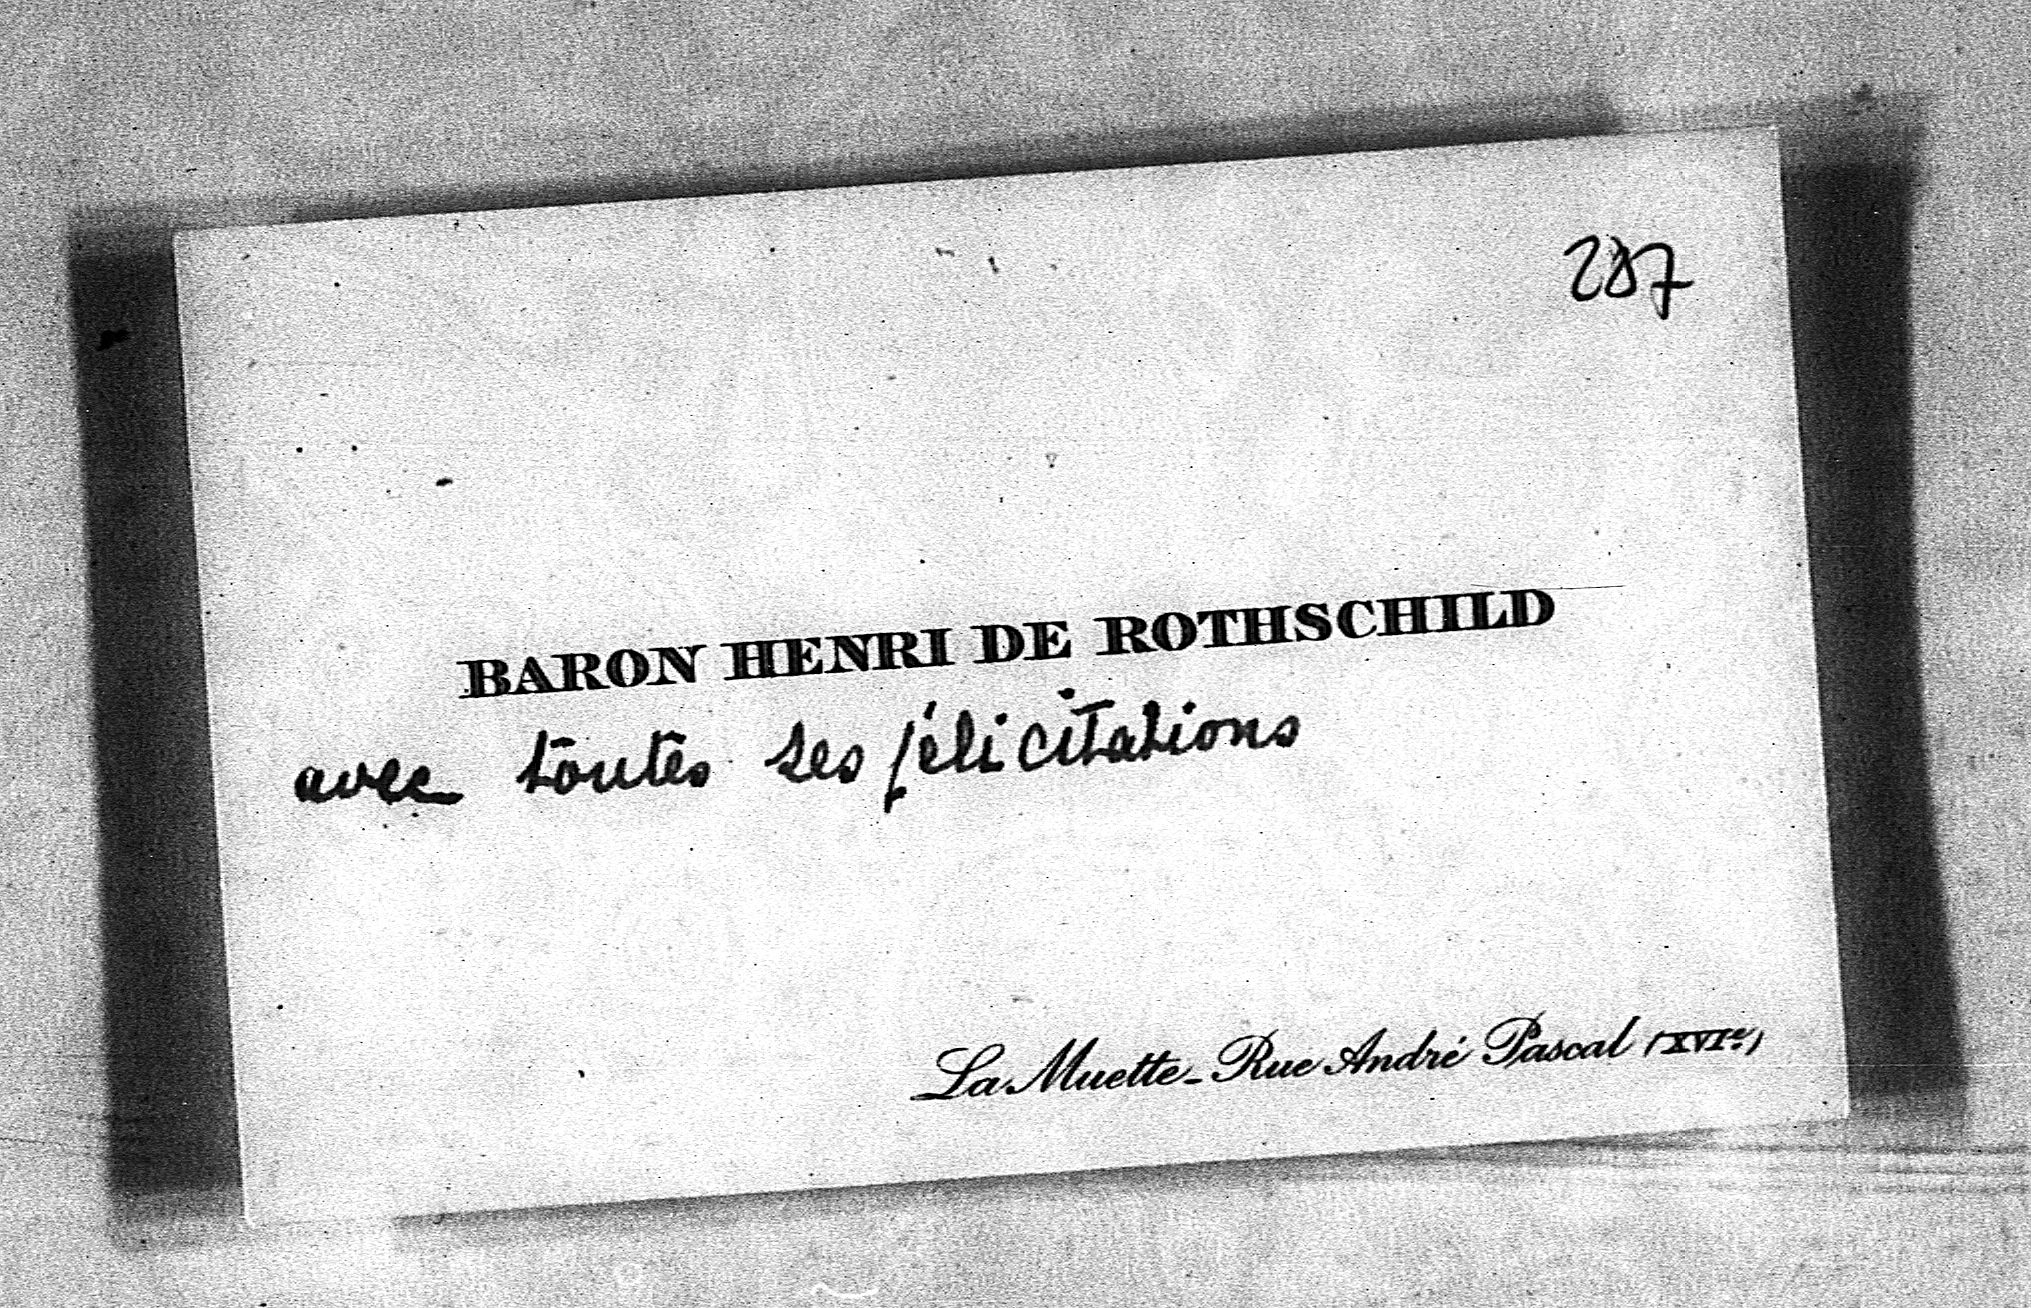 287
BARON HENRI DE ROTHSCHILD
avec toutes ses félicitations
La Muette - Rue André Pascal (XVIe)